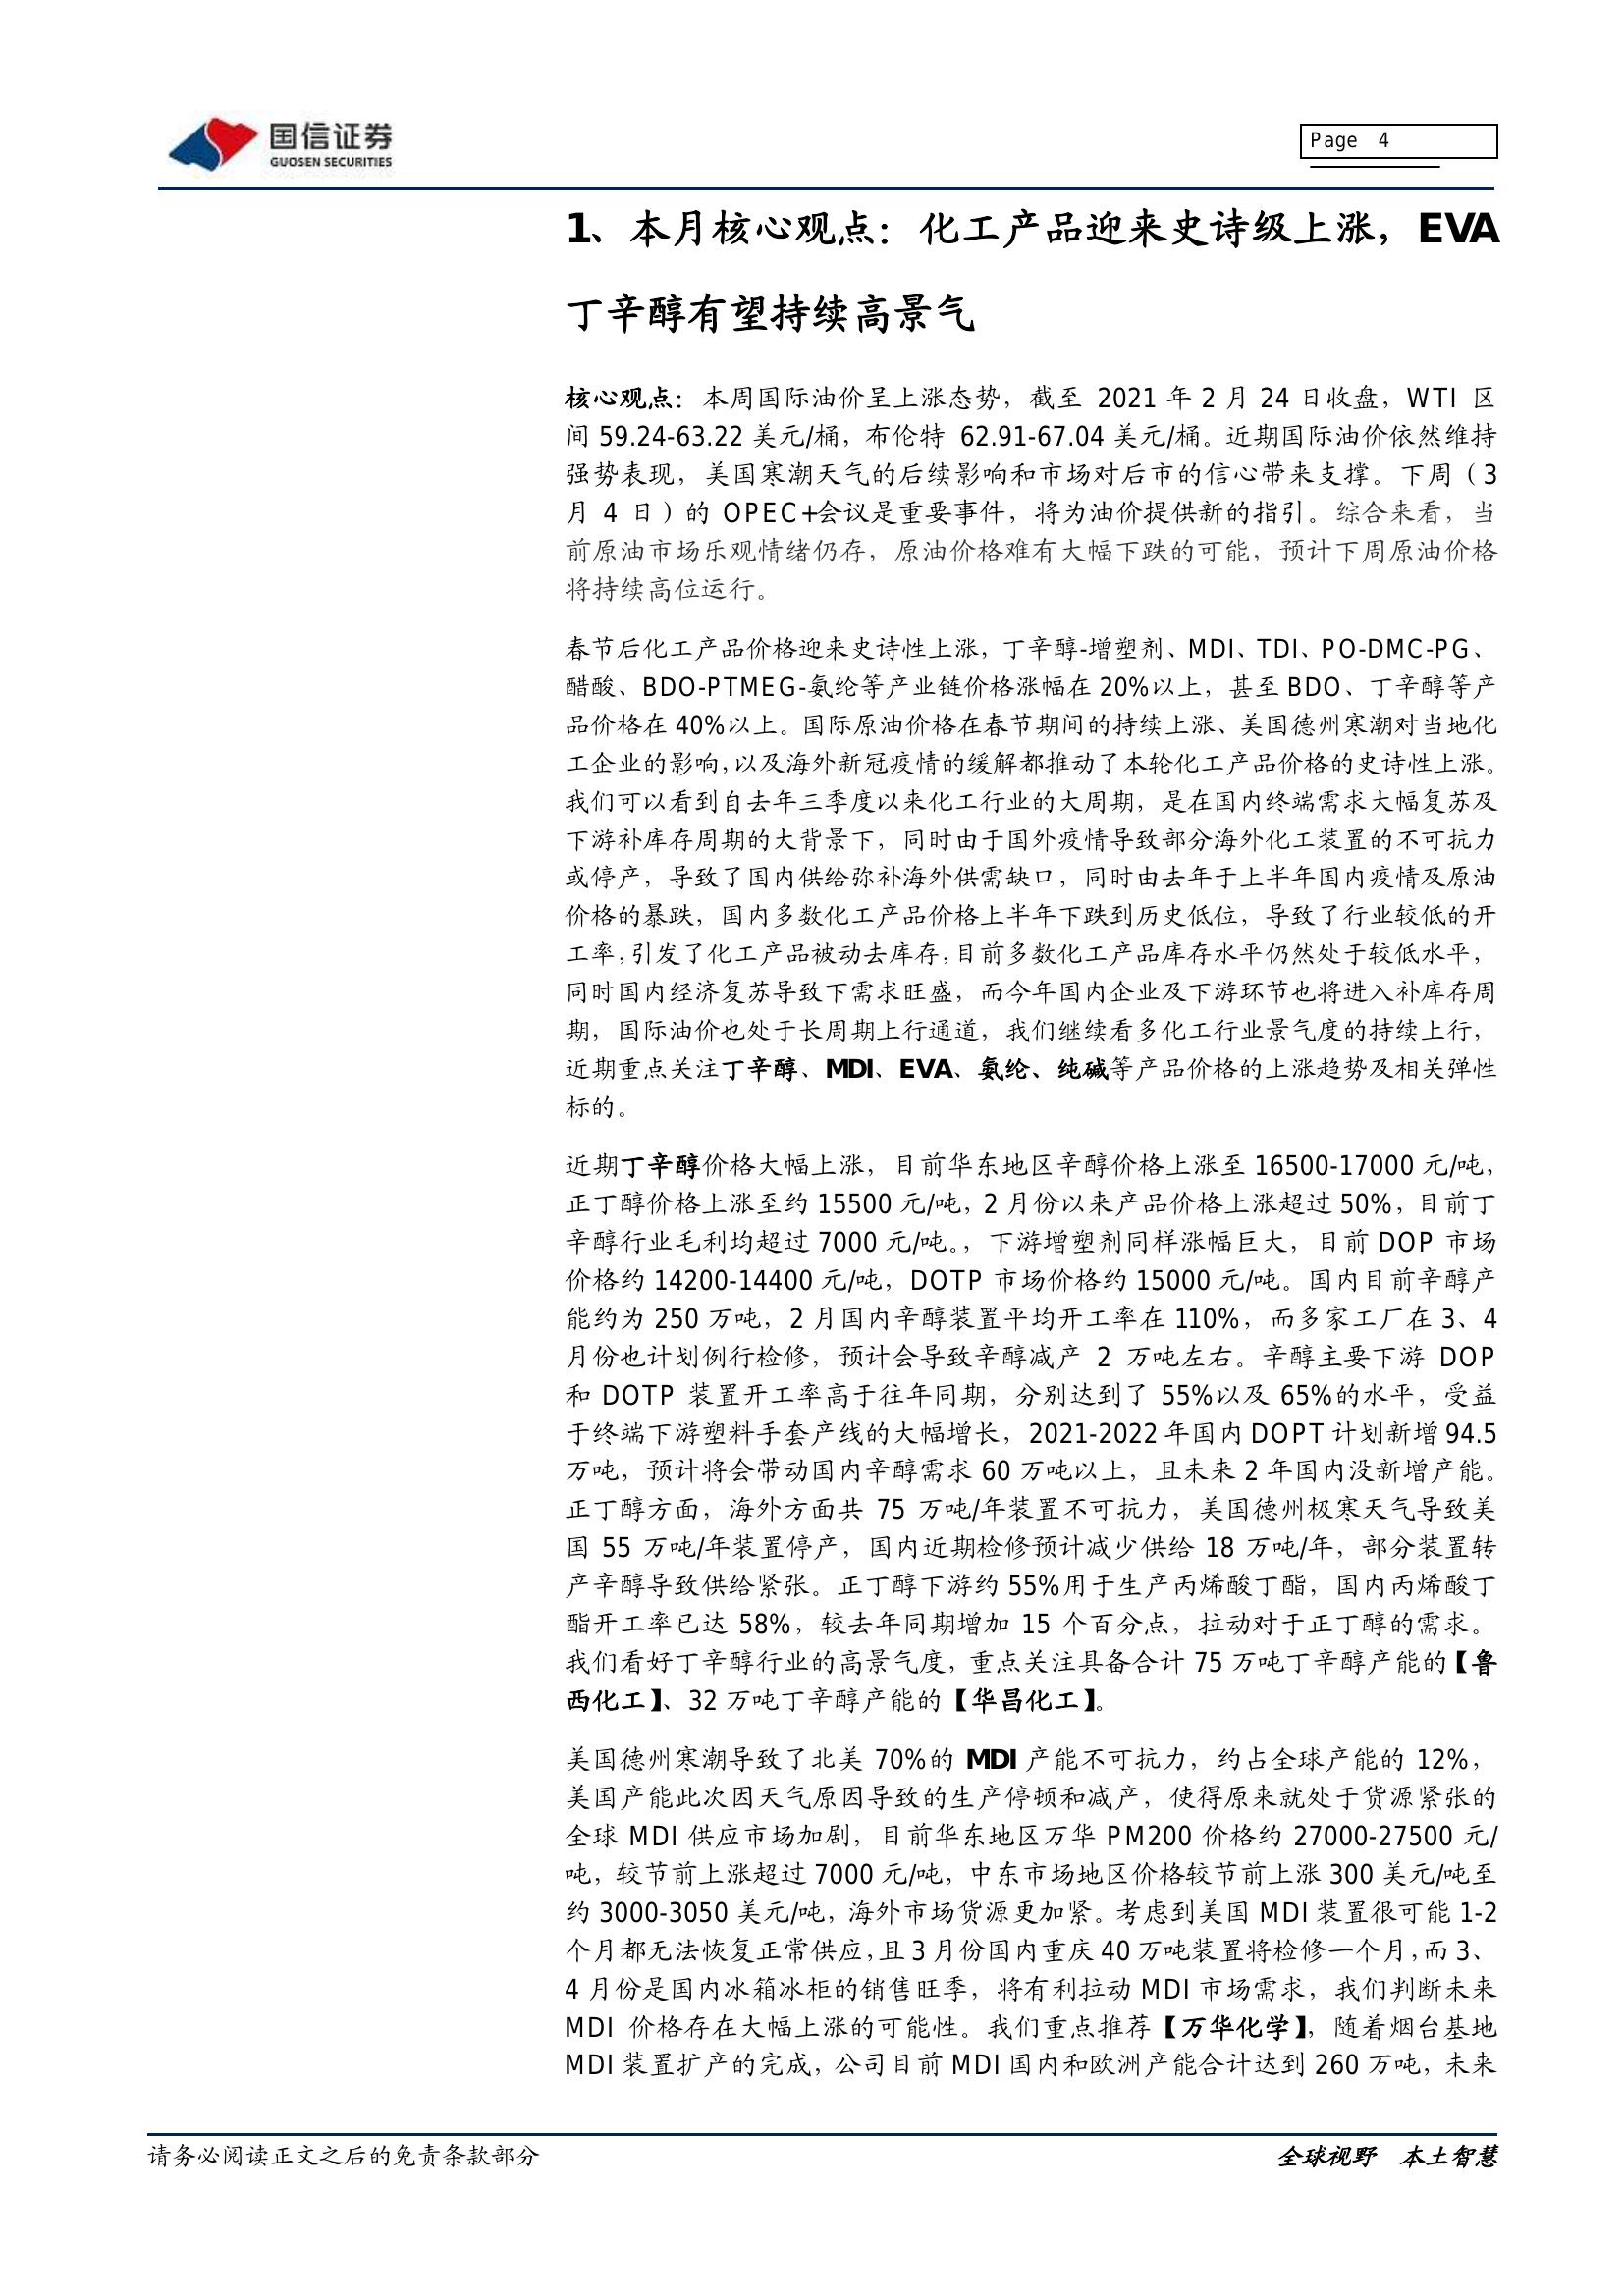 国信证券
GUOSEN SECURITIES
Page 4
1、本月核心观点：化工产品迎来史诗级上涨，EVA
丁辛醇有望持续高景气
核心观点：本周国际油价呈上涨态势，截至 2021 年 2 月 24 日收盘，WTI 区
间 59.24-63.22 美元/桶，布伦特 62.91-67.04 美元/桶。近期国际油价依然维持
强势表现，美国寒潮天气的后续影响和市场对后市的信心带来支撑。下周（3
月 4 日）的 OPEC+会议是重要事件，将为油价提供新的指引。综合来看，当
前原油市场乐观情绪仍存，原油价格难有大幅下跌的可能，预计下周原油价格
将持续高位运行。
春节后化工产品价格迎来史诗性上涨，丁辛醇-增塑剂、MDI、TDI、PO-DMC-PG、
醋酸、BDO-PTMEG-氨纶等产业链价格涨幅在 20%以上，甚至 BDO、丁辛醇等产
品价格在 40%以上。国际原油价格在春节期间的持续上涨、美国德州寒潮对当地化
工企业的影响，以及海外新冠疫情的缓解都推动了本轮化工产品价格的史诗性上涨。
我们可以看到自去年三季度以来化工行业的大周期，是在国内终端需求大幅复苏及
下游补库存周期的大背景下，同时由于国外疫情导致部分海外化工装置的不可抗力
或停产，导致了国内供给弥补海外供需缺口，同时由去年于上半年国内疫情及原油
价格的暴跌，国内多数化工产品价格上半年下跌到历史低位，导致了行业较低的开
工率，引发了化工产品被动去库存，目前多数化工产品库存水平仍然处于较低水平，
同时国内经济复苏导致下需求旺盛，而今年国内企业及下游环节也将进入补库存周
期，国际油价也处于长周期上行通道，我们继续看多化工行业景气度的持续上行，
近期重点关注丁辛醇、MDI、EVA、氨纶、纯碱等产品价格的上涨趋势及相关弹性
标的。
近期丁辛醇价格大幅上涨，目前华东地区辛醇价格上涨至 16500-17000 元/吨，
正丁醇价格上涨至约 15500 元/吨，2 月份以来产品价格上涨超过 50%，目前丁
辛醇行业毛利均超过 7000 元/吨。，下游增塑剂同样涨幅巨大，目前 DOP 市场
价格约 14200-14400 元/吨，DOTP 市场价格约 15000 元/吨。国内目前辛醇产
能约为 250 万吨，2 月国内辛醇装置平均开工率在 110%，而多家工厂在 3、4
月份也计划例行检修，预计会导致辛醇减产 2 万吨左右。辛醇主要下游 DOP
和 DOTP 装置开工率高于往年同期，分别达到了 55%以及 65%的水平，受益
于终端下游塑料手套产线的大幅增长，2021-2022 年国内 DOPT 计划新增 94.5
万吨，预计将会带动国内辛醇需求 60 万吨以上，且未来 2 年国内没新增产能。
正丁醇方面，海外方面共 75 万吨/年装置不可抗力，美国德州极寒天气导致美
国 55 万吨/年装置停产，国内近期检修预计减少供给 18 万吨/年，部分装置转
产辛醇导致供给紧张。正丁醇下游约 55%用于生产丙烯酸丁酯，国内丙烯酸丁
酯开工率已达 58%，较去年同期增加 15 个百分点，拉动对于正丁醇的需求。
我们看好丁辛醇行业的高景气度，重点关注具备合计 75 万吨丁辛醇产能的【鲁
西化工】、32 万吨丁辛醇产能的【华昌化工】。
美国德州寒潮导致了北美 70%的 MDI 产能不可抗力，约占全球产能的 12%，
美国产能此次因天气原因导致的生产停顿和减产，使得原来就处于货源紧张的
全球 MDI 供应市场加剧，目前华东地区万华 PM200 价格约 27000-27500 元/
吨，较节前上涨超过 7000 元/吨，中东市场地区价格较节前上涨 300 美元/吨至
约 3000-3050 美元/吨，海外市场货源更加紧。考虑到美国 MDI 装置很可能 1-2
个月都无法恢复正常供应，且 3 月份国内重庆 40 万吨装置将检修一个月，而 3、
4 月份是国内冰箱冰柜的销售旺季，将有利拉动 MDI 市场需求，我们判断未来
MDI 价格存在大幅上涨的可能性。我们重点推荐【万华化学】，随着烟台基地
MDI 装置扩产的完成，公司目前 MDI 国内和欧洲产能合计达到 260 万吨，未来
请务必阅读正文之后的免责条款部分
全球视野 本土智慧